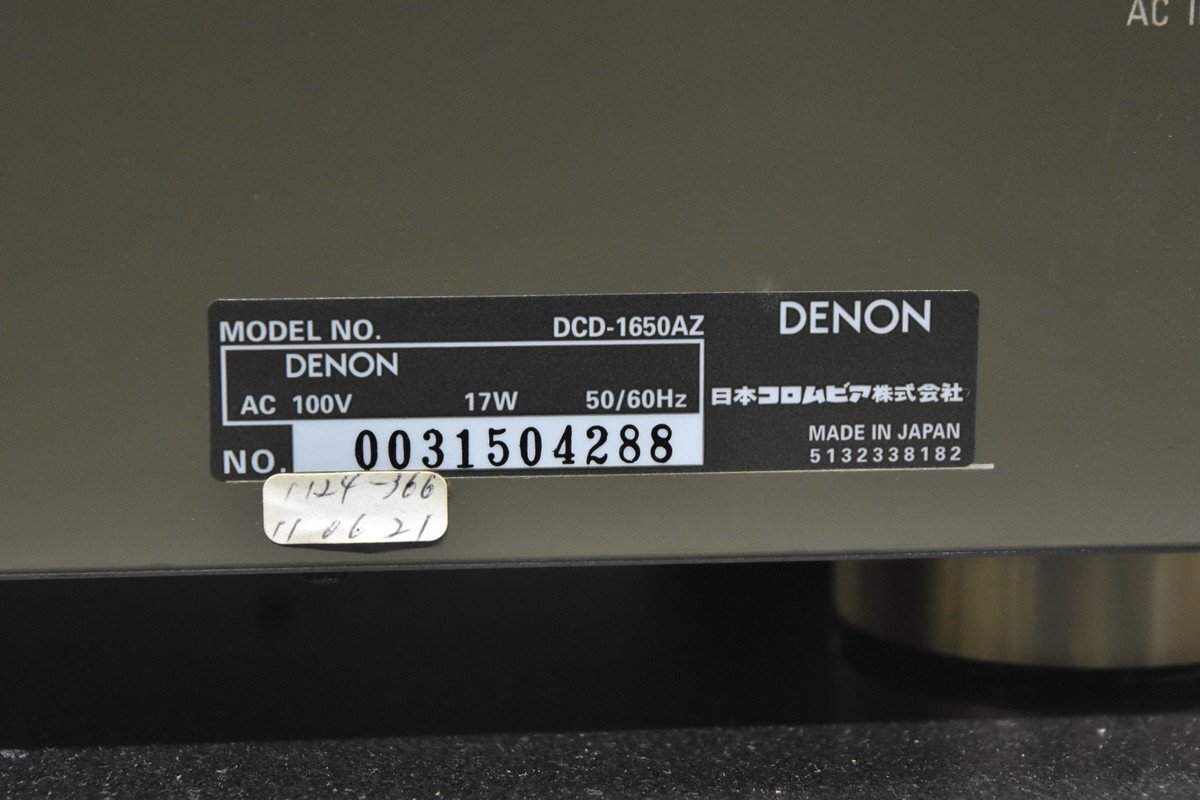 AC I
MODEL NO. DCD-1650AZ
DENON
AC 100V 17W 50/60Hz
NO. 0031504288
DENON
日本コロムビア株式会社
MADE IN JAPAN
5132338182
1124-366
11 06 21